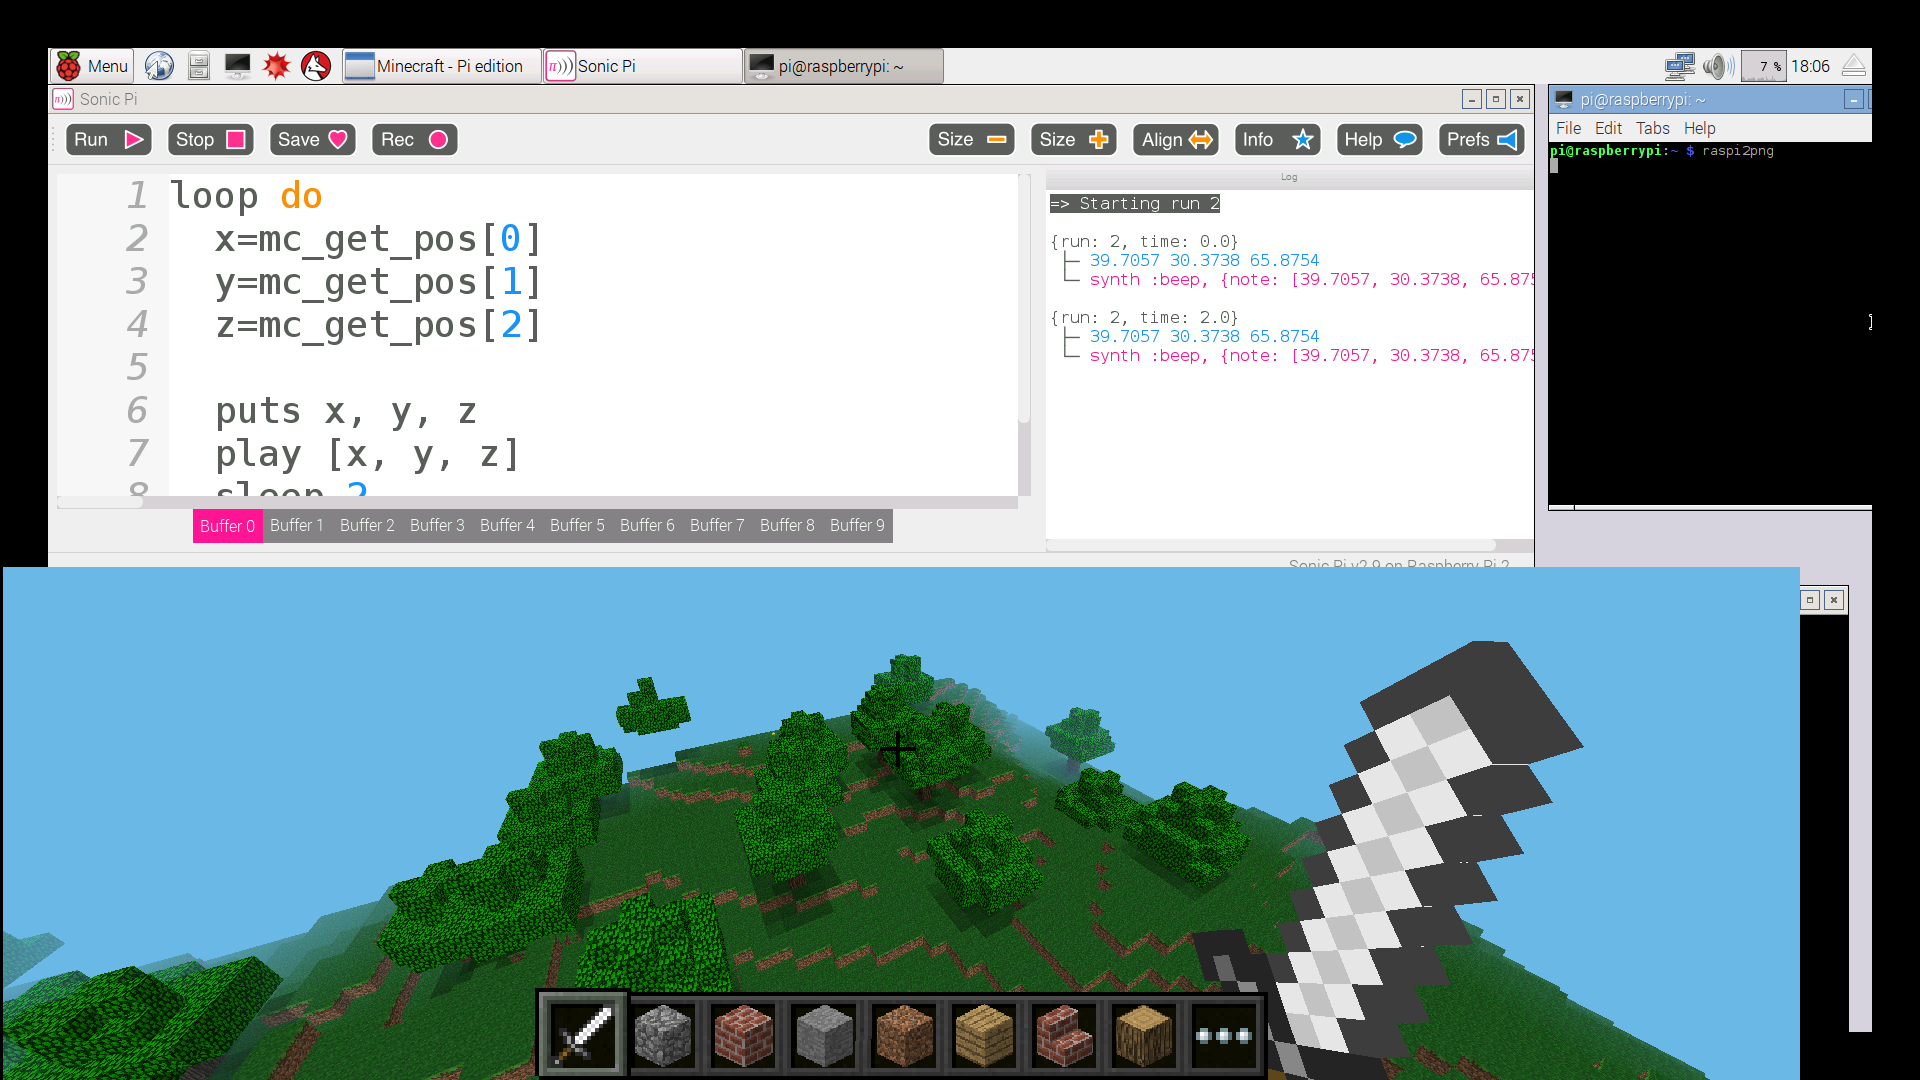 Menu Minecraft - Pi edition Sonic Pi pi@raspberrypi: ~ 7 % 18:06
Sonic Pi
Run Stop Save Rec Size Size Align Info Help Prefs
1 loop do
2 x=mc_get_pos[0]
3 y=mc_get_pos[1]
4 z=mc_get_pos[2]
5
6 puts x, y, z
7 play [x, y, z]
8 sleep 2
Buffer 0 Buffer 1 Buffer 2 Buffer 3 Buffer 4 Buffer 5 Buffer 6 Buffer 7 Buffer 8 Buffer 9
Log
=> Starting run 2
{run: 2, time: 0.0}
39.7057 30.3738 65.8754
synth :beep, {note: [39.7057, 30.3738, 65.875
{run: 2, time: 2.0}
39.7057 30.3738 65.8754
synth :beep, {note: [39.7057, 30.3738, 65.875
Sonic Pi v2.9 on Raspberry Pi 2
pi@raspberrypi: ~
File Edit Tabs Help
pi@raspberrypi:~ $ raspi2png